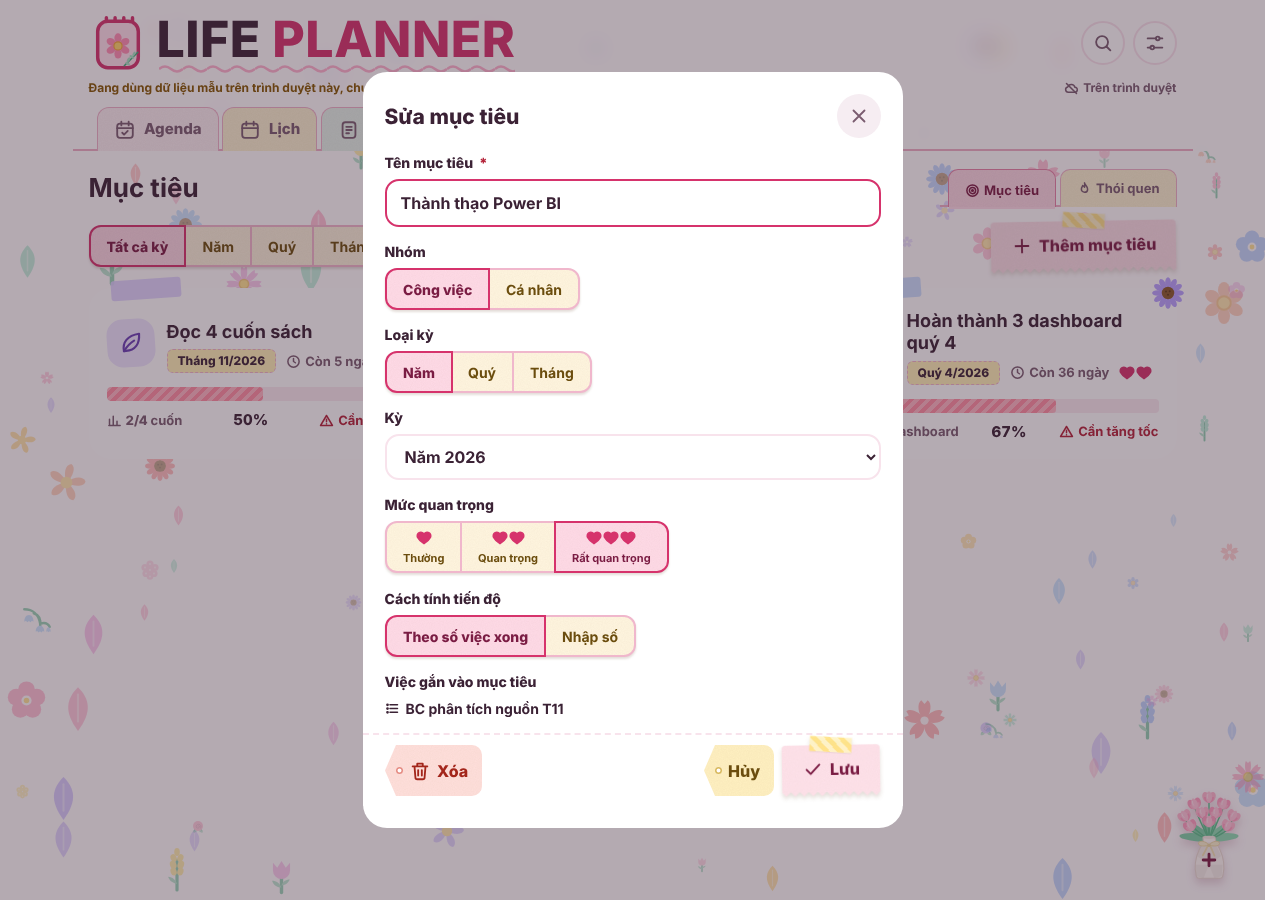 LIFE PLANNER
Đang dùng dữ liệu mẫu trên trình duyệt này,
Trên trình duyệt
Agenda
Lịch
Mục tiêu
Mục tiêu
Thói quen
Tất cả kỳ
Năm
Quý
Thêm mục tiêu
Đọc 4 cuốn sách
Tháng 11/2026
Còn 5
2/4 cuốn
50%
Hoàn thành 3 dashboard
quý 4
Quý 4/2026
Còn 36 ngày
67%
Cần tăng tốc
Sửa mục tiêu
Tên mục tiêu *
Thành thạo Power BI
Nhóm
Công việc
Cá nhân
Loại kỳ
Năm
Quý
Tháng
Kỳ
Năm 2026
Mức quan trọng
Thường
Quan trọng
Rất quan trọng
Cách tính tiến độ
Theo số việc xong
Nhập số
Việc gắn vào mục tiêu
BC phân tích nguồn T11
Xóa
Hủy
Lưu